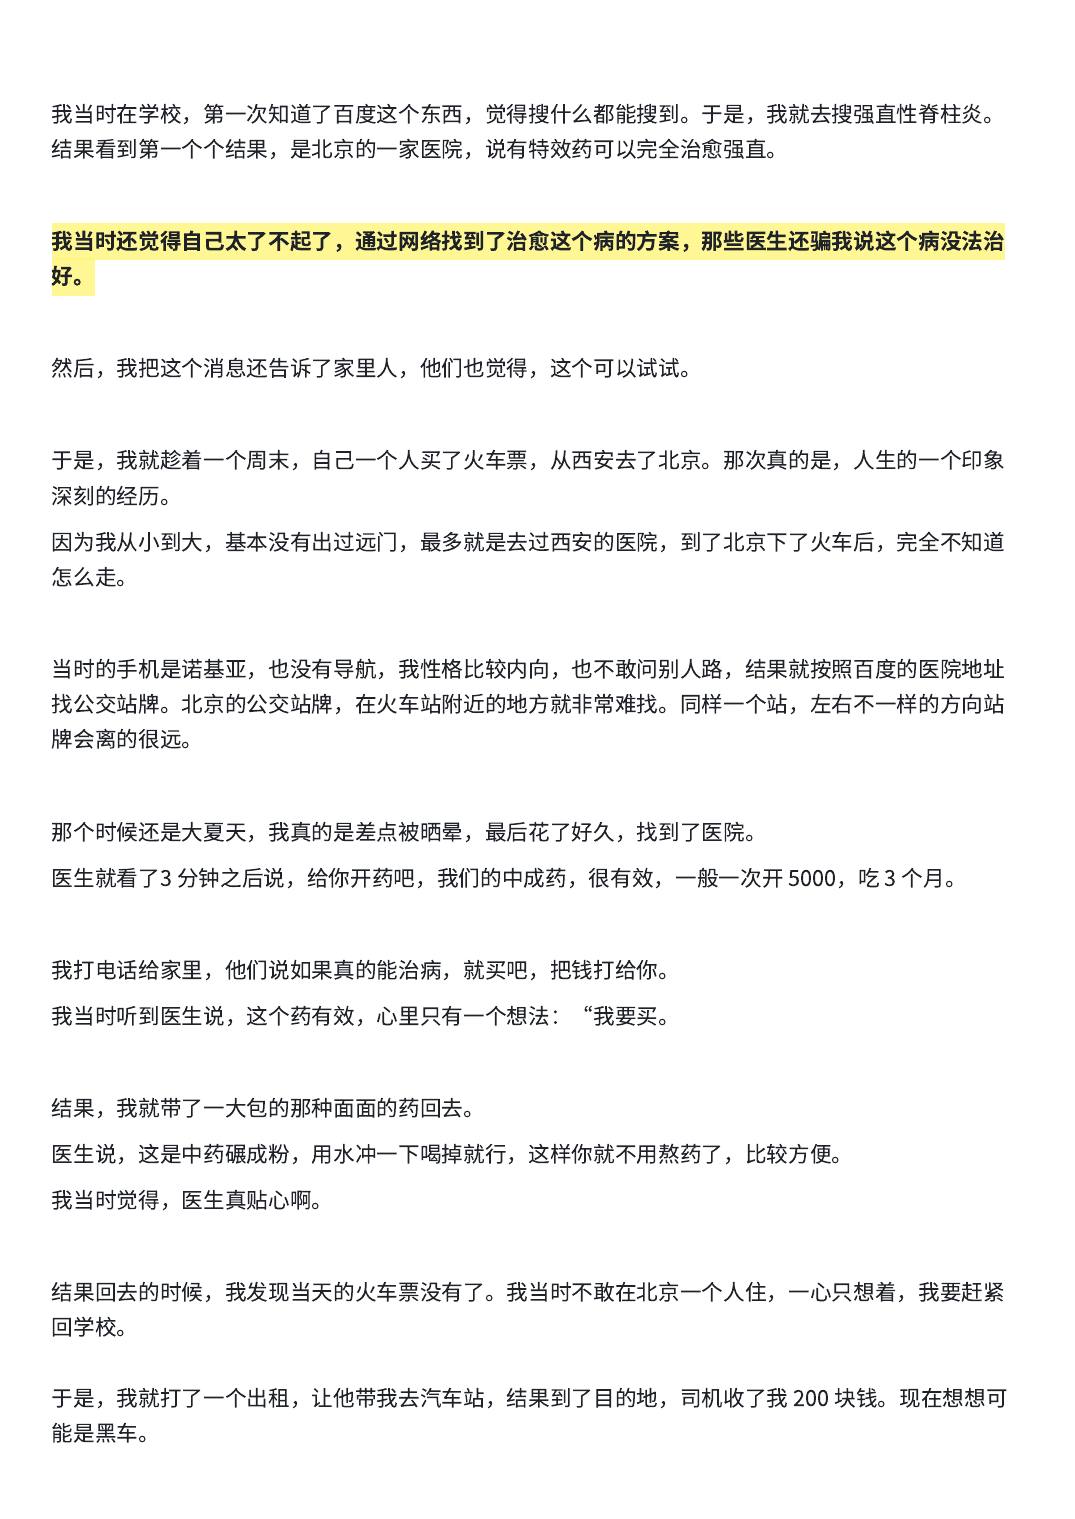 我当时在学校，第一次知道了百度这个东西，觉得搜什么都能搜到。于是，我就去搜强直性脊柱炎。
结果看到第一个个结果，是北京的一家医院，说有特效药可以完全治愈强直。
我当时还觉得自己太了不起了，通过网络找到了治愈这个病的方案，那些医生还骗我说这个病没法治
好。
然后，我把这个消息还告诉了家里人，他们也觉得，这个可以试试。
于是，我就趁着一个周末，自己一个人买了火车票，从西安去了北京。那次真的是，人生的一个印象
深刻的经历。
因为我从小到大，基本没有出过远门，最多就是去过西安的医院，到了北京下了火车后，完全不知道
怎么走。
当时的手机是诺基亚，也没有导航，我性格比较内向，也不敢问别人路，结果就按照百度的医院地址
找公交站牌。北京的公交站牌，在火车站附近的地方就非常难找。同样一个站，左右不一样的方向站
牌会离的很远。
那个时候还是大夏天，我真的是差点被晒晕，最后花了好久，找到了医院。
医生就看了3 分钟之后说，给你开药吧，我们的中成药，很有效，一般一次开 5000，吃 3 个月。
我打电话给家里，他们说如果真的能治病，就买吧，把钱打给你。
我当时听到医生说，这个药有效，心里只有一个想法：“我要买。
结果，我就带了一大包的那种面面的药回去。
医生说，这是中药碾成粉，用水冲一下喝掉就行，这样你就不用熬药了，比较方便。
我当时觉得，医生真贴心啊。
结果回去的时候，我发现当天的火车票没有了。我当时不敢在北京一个人住，一心只想着，我要赶紧
回学校。
于是，我就打了一个出租，让他带我去汽车站，结果到了目的地，司机收了我 200 块钱。现在想想可
能是黑车。